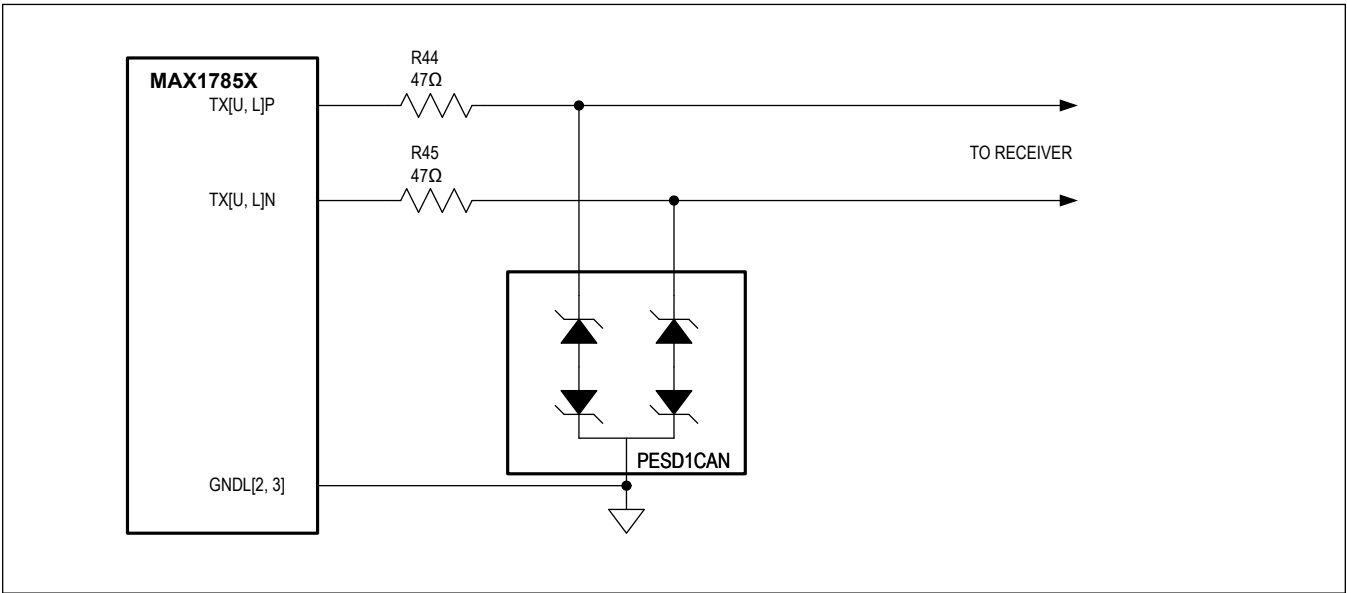 R44
47Ω
MAX1785X
TX[U, L]P
TO RECEIVER
R45
47Ω
TX[U, L]N
PESD1CAN
GNDL[2, 3]